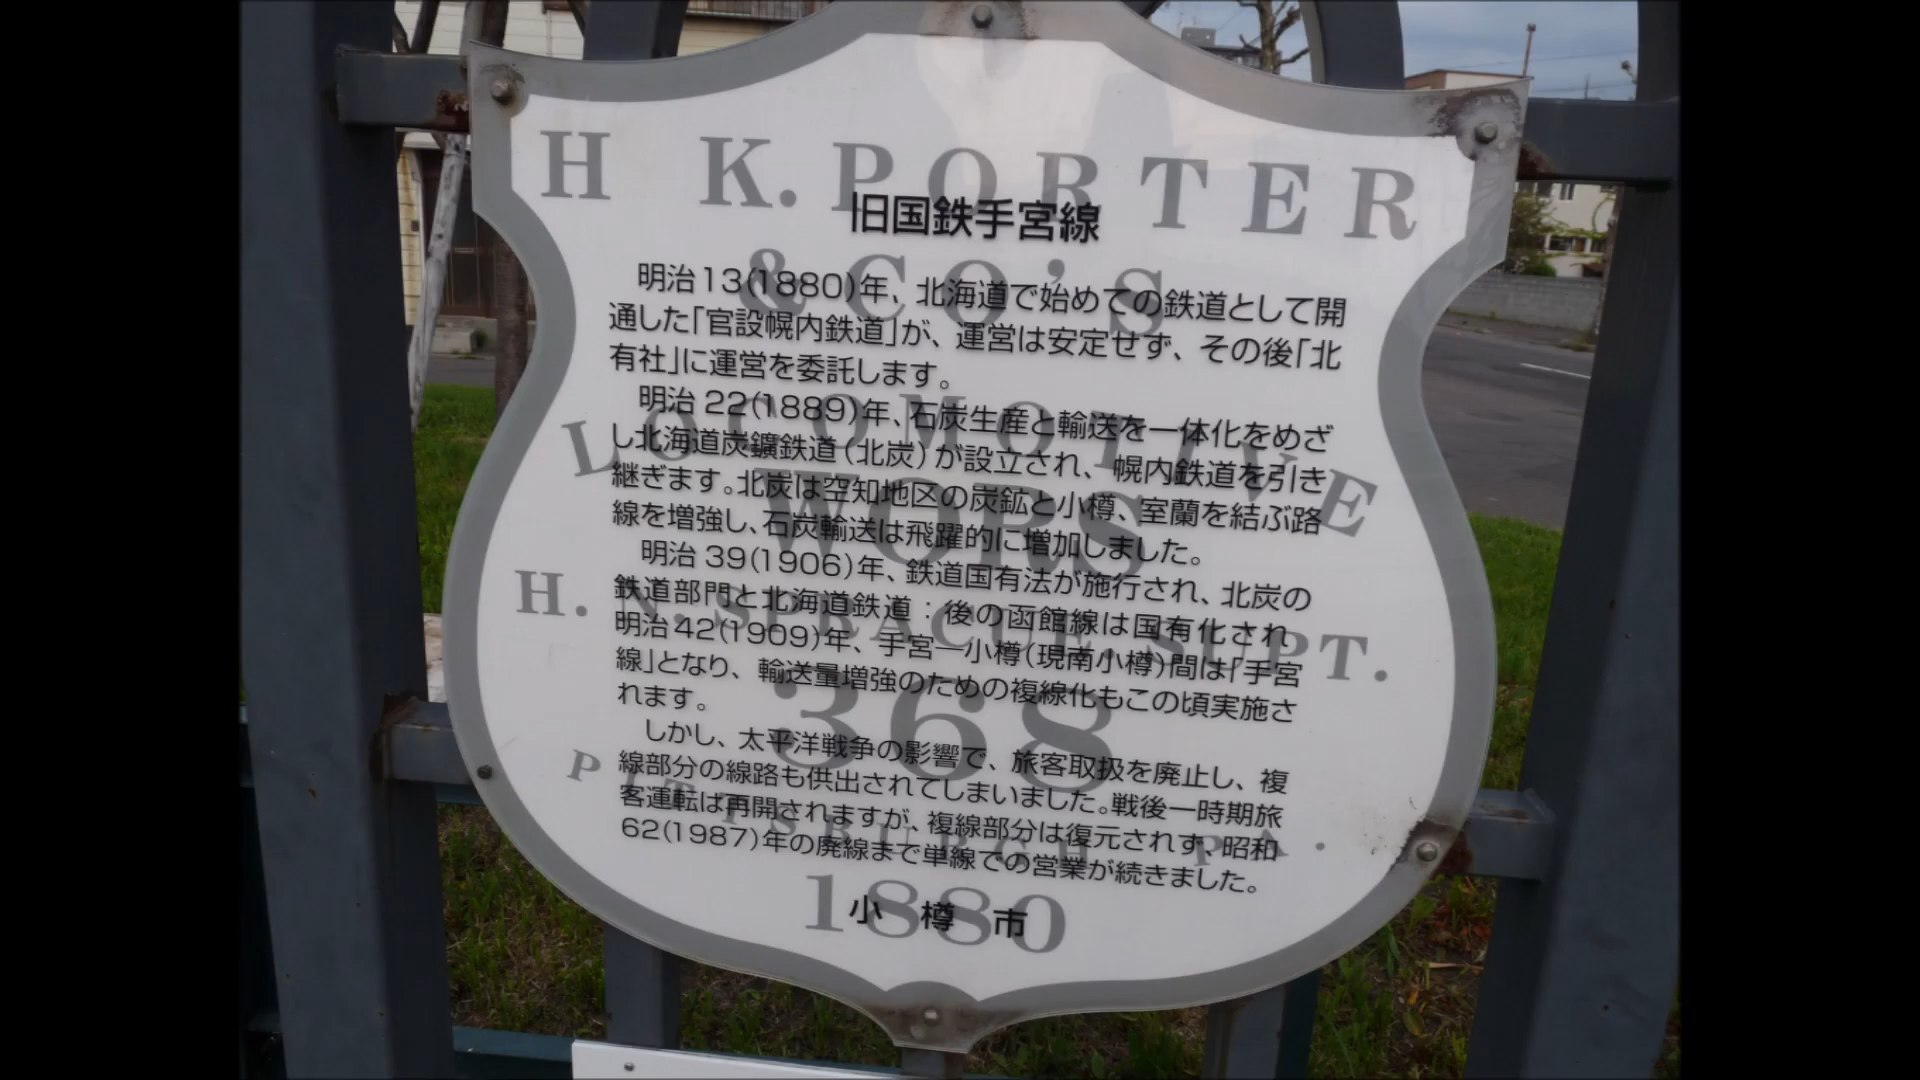 H K. PORTER
旧国鉄手宮線
& CO'S
明治13(1880)年、北海道で始めての鉄道として開
通した「官設幌内鉄道」が、運営は安定せず、その後「北
有社」に運営を委託します。
明治22(1889)年、石炭生産と輸送を一体化をめざ
し北海道炭鑛鉄道(北炭)が設立され、幌内鉄道を引き
継ぎます。北炭は空知地区の炭鉱と小樽、室蘭を結ぶ路
線を増強し、石炭輸送は飛躍的に増加しました。
LOCOMOTIVE
WORS
明治39(1906)年、鉄道国有法が施行され、北炭の
鉄道部門と北海道鉄道:後の函館線は国有化され、
明治42(1909)年、手宮―小樽(現南小樽)間は「手宮
線」となり、輸送量増強のための複線化もこの頃実施さ
れます。
H. N. SPRAGUE. SUPT.
368
しかし、太平洋戦争の影響で、旅客取扱を廃止し、複
線部分の線路も供出されてしまいました。戦後一時期旅
客運転は再開されますが、複線部分は復元されず、昭和
62(1987)年の廃線まで単線での営業が続きました。
PITTSBURGH PA.
1880
小樽市